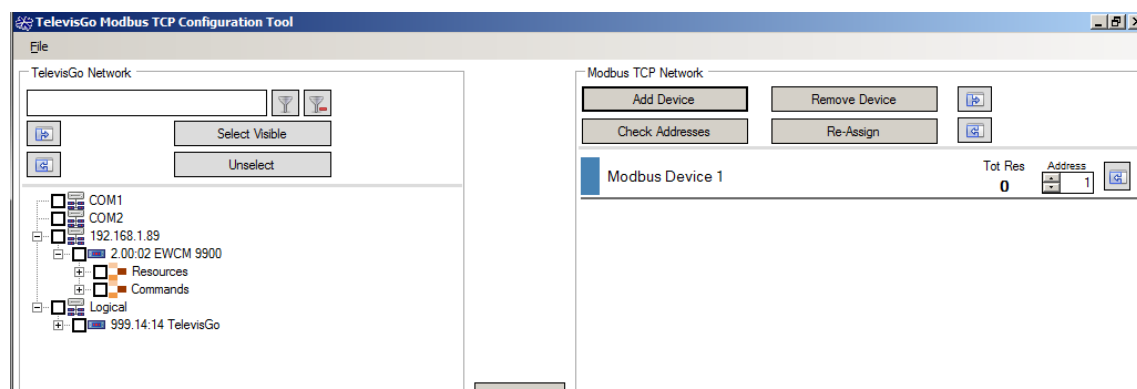 TelevisGo Modbus TCP Configuration Tool
File
TelevisGo Network
Select Visible
Unselect
COM1
COM2
192.168.1.89
2.00:02 EWCM 9900
Resources
Commands
Logical
999.14:14 TelevisGo
Modbus TCP Network
Add Device
Remove Device
Check Addresses
Re-Assign
Modbus Device 1
Tot Res
0
Address
1